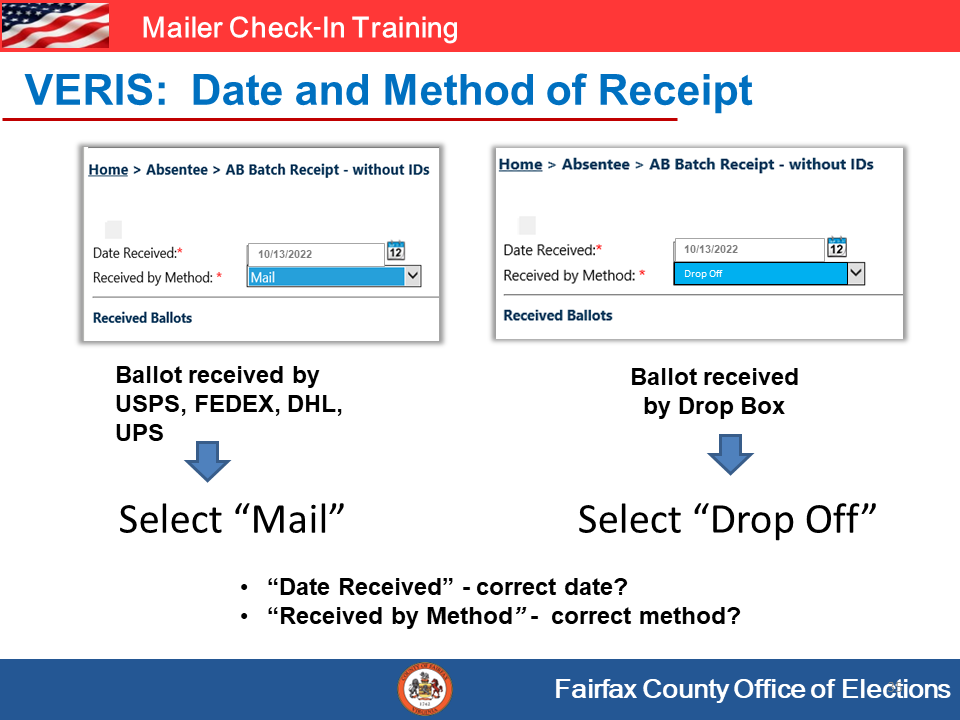 Mailer Check-In Training
VERIS: Date and Method of Receipt
Home > Absentee > AB Batch Receipt - without IDs
Date Received:*
10/13/2022
12
Received by Method: *
Mail
Received Ballots
Home > Absentee > AB Batch Receipt - without IDs
Date Received:*
10/13/2022
12
Received by Method: *
Drop Off
Received Ballots
Ballot received by
USPS, FEDEX, DHL,
UPS
Ballot received
by Drop Box
Select “Mail”
Select “Drop Off”
• “Date Received” - correct date?
• “Received by Method” - correct method?
Fairfax County Office of Elections